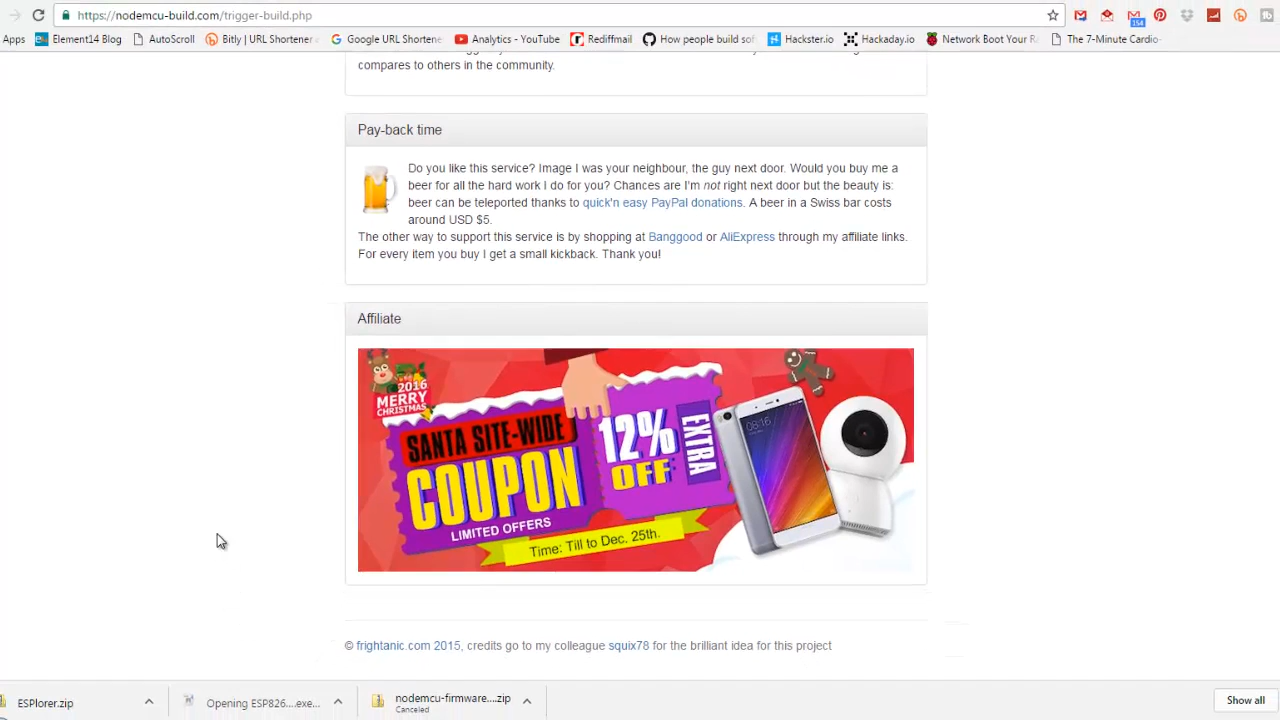 https://nodemcu-build.com/trigger-build.php
154
Apps Element14 Blog AutoScroll Bitly | URL Shortener Google URL Shortene Analytics - YouTube Rediffmail How people build sof Hackster.io Hackaday.io Network Boot Your Ra The 7-Minute Cardio
compares to others in the community.
Pay-back time
Do you like this service? Image I was your neighbour, the guy next door. Would you buy me a
beer for all the hard work I do for you? Chances are I'm not right next door but the beauty is:
beer can be teleported thanks to quick'n easy PayPal donations. A beer in a Swiss bar costs
around USD $5.
The other way to support this service is by shopping at Banggood or AliExpress through my affiliate links.
For every item you buy I get a small kickback. Thank you!
Affiliate
2016
MERRY
CHRISTMAS
SANTA SITE-WIDE
COUPON
LIMITED OFFERS
12%
OFF
EXTRA
Time: Till to Dec. 25th.
08:16
© frightanic.com 2015, credits go to my colleague squix78 for the brilliant idea for this project
ESPlorer.zip
Opening ESP826....exe...
nodemcu-firmware....zip
Canceled
Show all